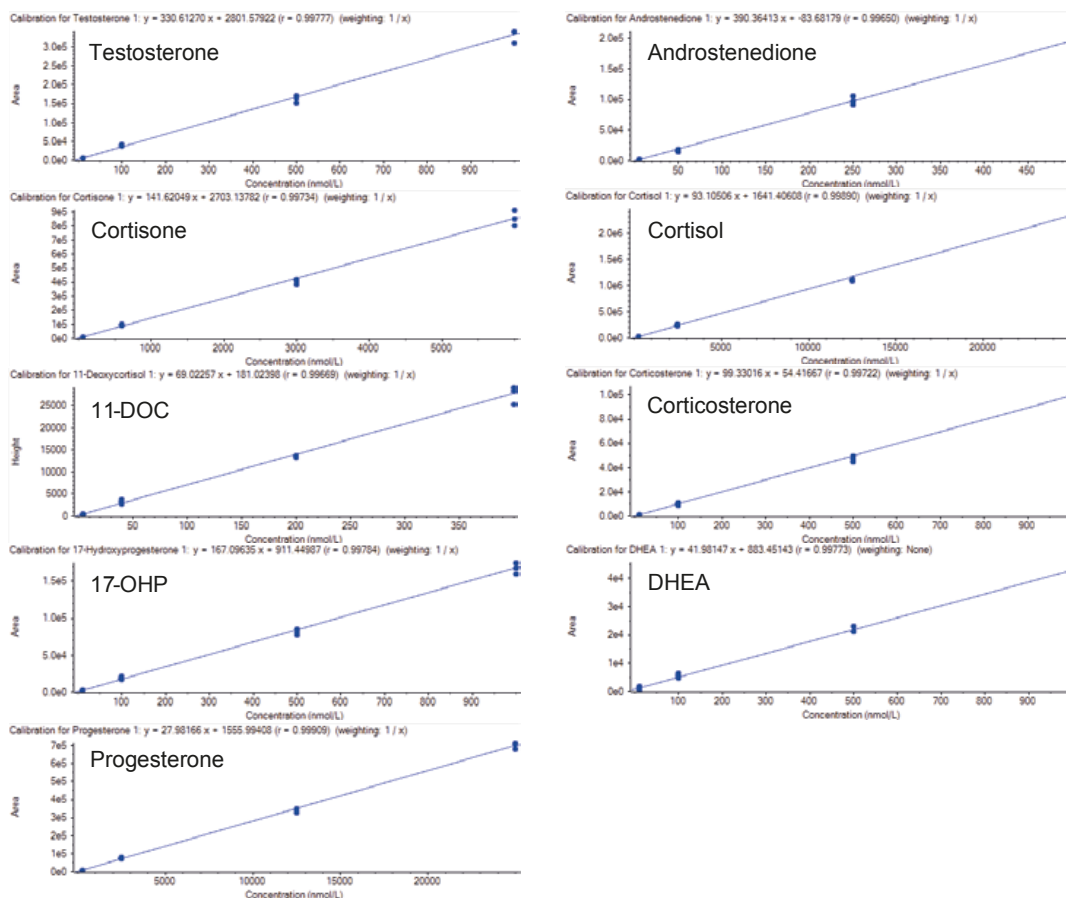 Calibration for Testosterone 1: y = 330.61270 x + 2801.57922 (r = 0.99777) (weighting: 1 / x)
Testosterone
Area
3.0e5
2.5e5
2.0e5
1.5e5
1.0e5
5.0e4
0.0e0
100 200 300 400 500 600 700 800 900
Concentration (nmol/L)
Calibration for Androstenedione 1: y = 390.36413 x + -83.68179 (r = 0.99650) (weighting: 1 / x)
Androstenedione
Area
2.0e5
1.5e5
1.0e5
5.0e4
0.0e0
50 100 150 200 250 300 350 400 450
Concentration (nmol/L)
Calibration for Cortisone 1: y = 141.62049 x + 2703.13782 (r = 0.99734) (weighting: 1 / x)
Cortisone
Area
9e5
8e5
7e5
6e5
5e5
4e5
3e5
2e5
1e5
0e0
1000 2000 3000 4000 5000
Concentration (nmol/L)
Calibration for Cortisol 1: y = 93.10506 x + 1641.40608 (r = 0.99890) (weighting: 1 / x)
Cortisol
Area
2.0e6
1.5e6
1.0e6
5.0e5
0.0e0
5000 10000 15000 20000
Concentration (nmol/L)
Calibration for 11-Deoxycortisol 1: y = 69.02257 x + 181.02398 (r = 0.99669) (weighting: 1 / x)
11-DOC
Height
25000
20000
15000
10000
5000
0
50 100 150 200 250 300 350
Concentration (nmol/L)
Calibration for Corticosterone 1: y = 99.33016 x + 54.41667 (r = 0.99722) (weighting: 1 / x)
Corticosterone
Area
1.0e5
8.0e4
6.0e4
4.0e4
2.0e4
0.0e0
100 200 300 400 500 600 700 800 900
Concentration (nmol/L)
Calibration for 17-Hydroxyprogesterone 1: y = 167.09635 x + 911.44987 (r = 0.99784) (weighting: 1 / x)
17-OHP
Area
1.5e5
1.0e5
5.0e4
0.0e0
100 200 300 400 500 600 700 800 900
Concentration (nmol/L)
Calibration for DHEA 1: y = 41.98147 x + 883.45143 (r = 0.99773) (weighting: None)
DHEA
Area
4e4
3e4
2e4
1e4
0e0
100 200 300 400 500 600 700 800 900
Concentration (nmol/L)
Calibration for Progesterone 1: y = 27.98166 x + 1555.99408 (r = 0.99909) (weighting: 1 / x)
Progesterone
Area
7e5
6e5
5e5
4e5
3e5
2e5
1e5
0e0
5000 10000 15000 20000
Concentration (nmol/L)